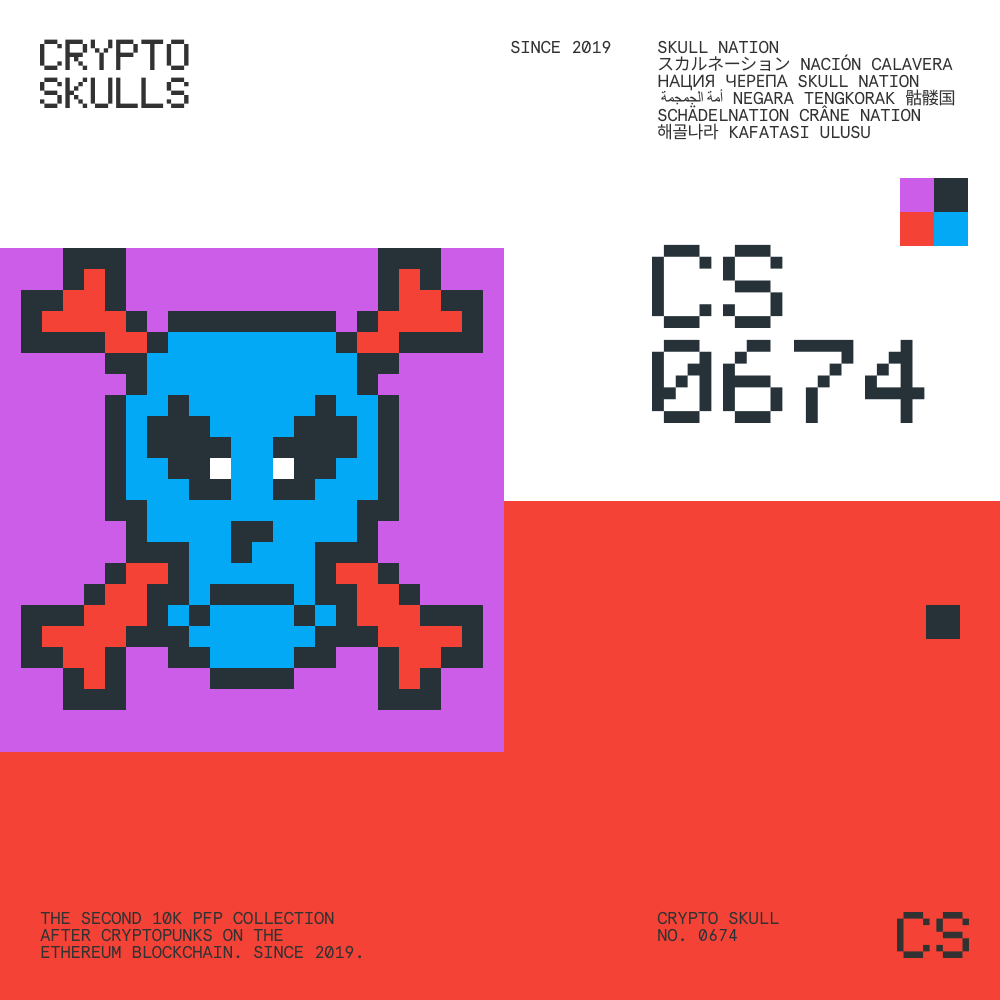 CRYPTO
SKULLS
SINCE 2019
SKULL NATION
スカルネーション NACIÓN CALAVERA
НАЦИЯ ЧЕРЕПА SKULL NATION
أمة الجمجمة NEGARA TENGKORAK 骷髅国
SCHÄDELNATION CRÂNE NATION
해골나라 KAFATASI ULUSU
CS
0674
THE SECOND 10K PFP COLLECTION
AFTER CRYPTOPUNKS ON THE
ETHEREUM BLOCKCHAIN. SINCE 2019.
CRYPTO SKULL
NO. 0674
CS